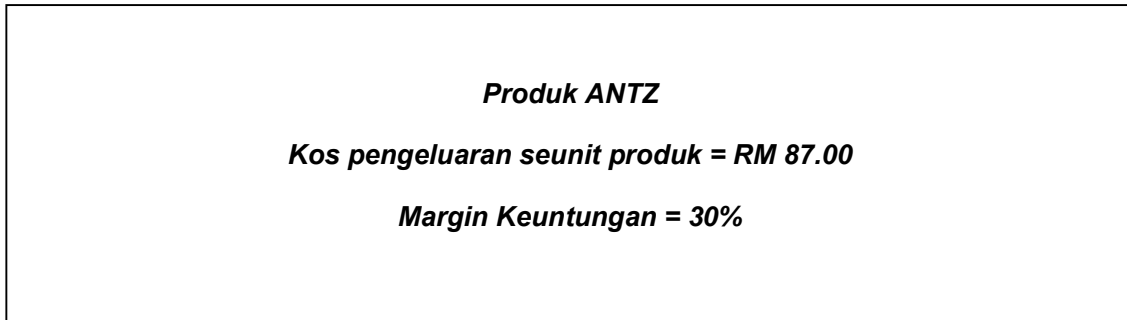 Produk ANTZ
Kos pengeluaran seunit produk = RM 87.00
Margin Keuntungan = 30%